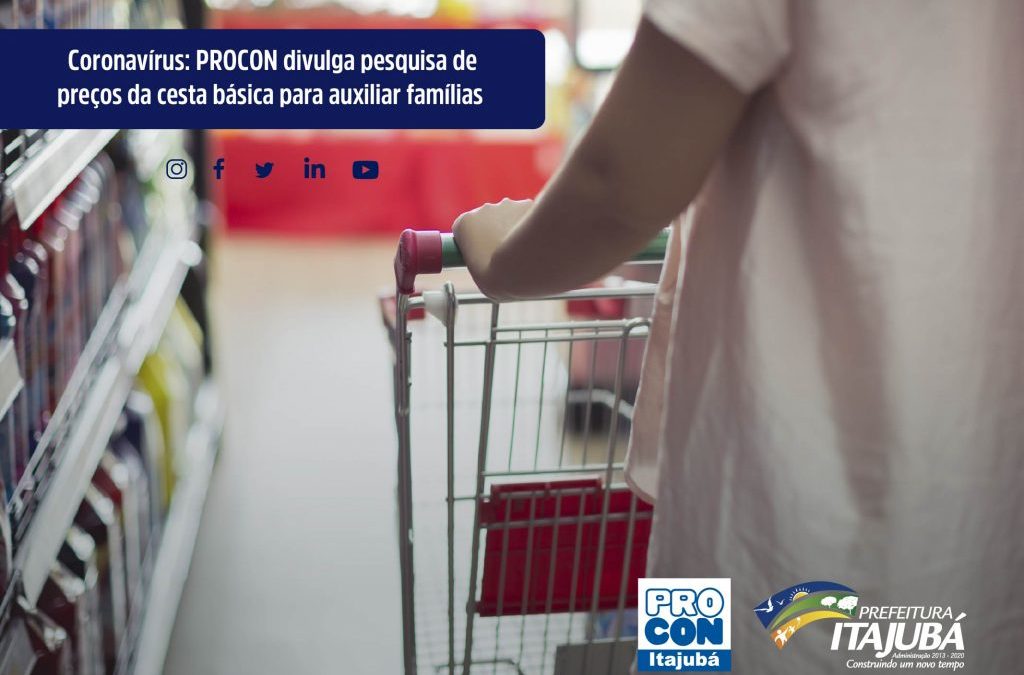 Coronavírus: PROCON divulga pesquisa de
preços da cesta básica para auxiliar famílias
PRO
CON
Itajubá
PREFEITURA
ITAJUBÁ
Administração 2013 - 2020
Construindo um novo tempo